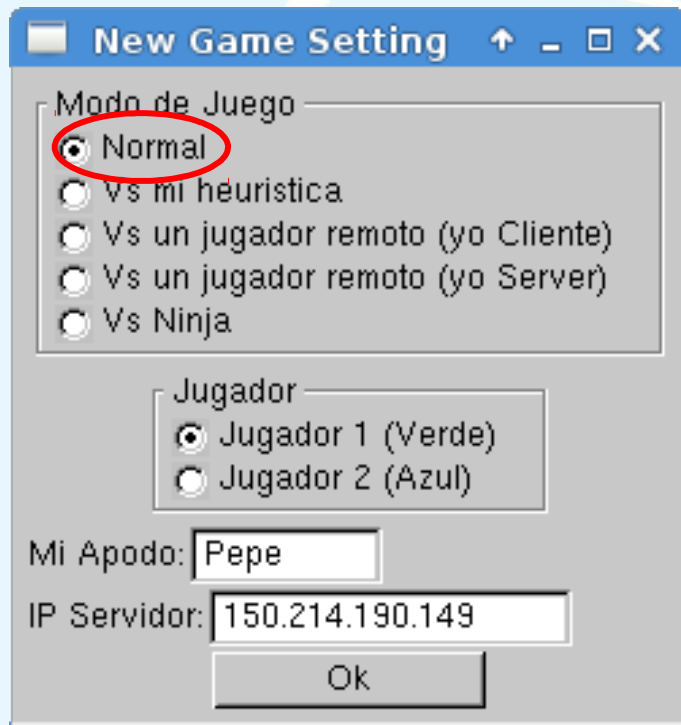 New Game Setting
Modo de Juego
Normal
Vs mi heuristica
Vs un jugador remoto (yo Cliente)
Vs un jugador remoto (yo Server)
Vs Ninja
Jugador
Jugador 1 (Verde)
Jugador 2 (Azul)
Mi Apodo: Pepe
IP Servidor: 150.214.190.149
Ok